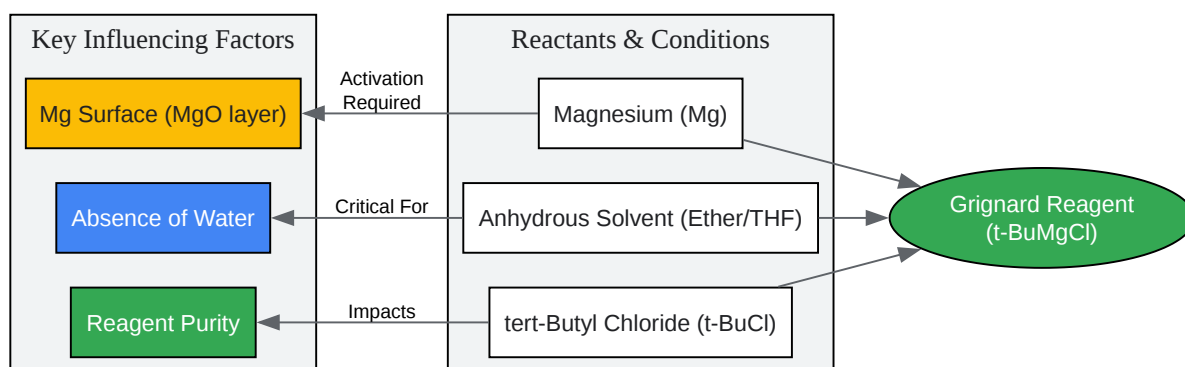 Key Influencing Factors
Reactants & Conditions
Activation
Required
Mg Surface (MgO layer)
Magnesium (Mg)
Absence of Water
Critical For
Anhydrous Solvent (Ether/THF)
Grignard Reagent
(t-BuMgCl)
Reagent Purity
Impacts
tert-Butyl Chloride (t-BuCl)